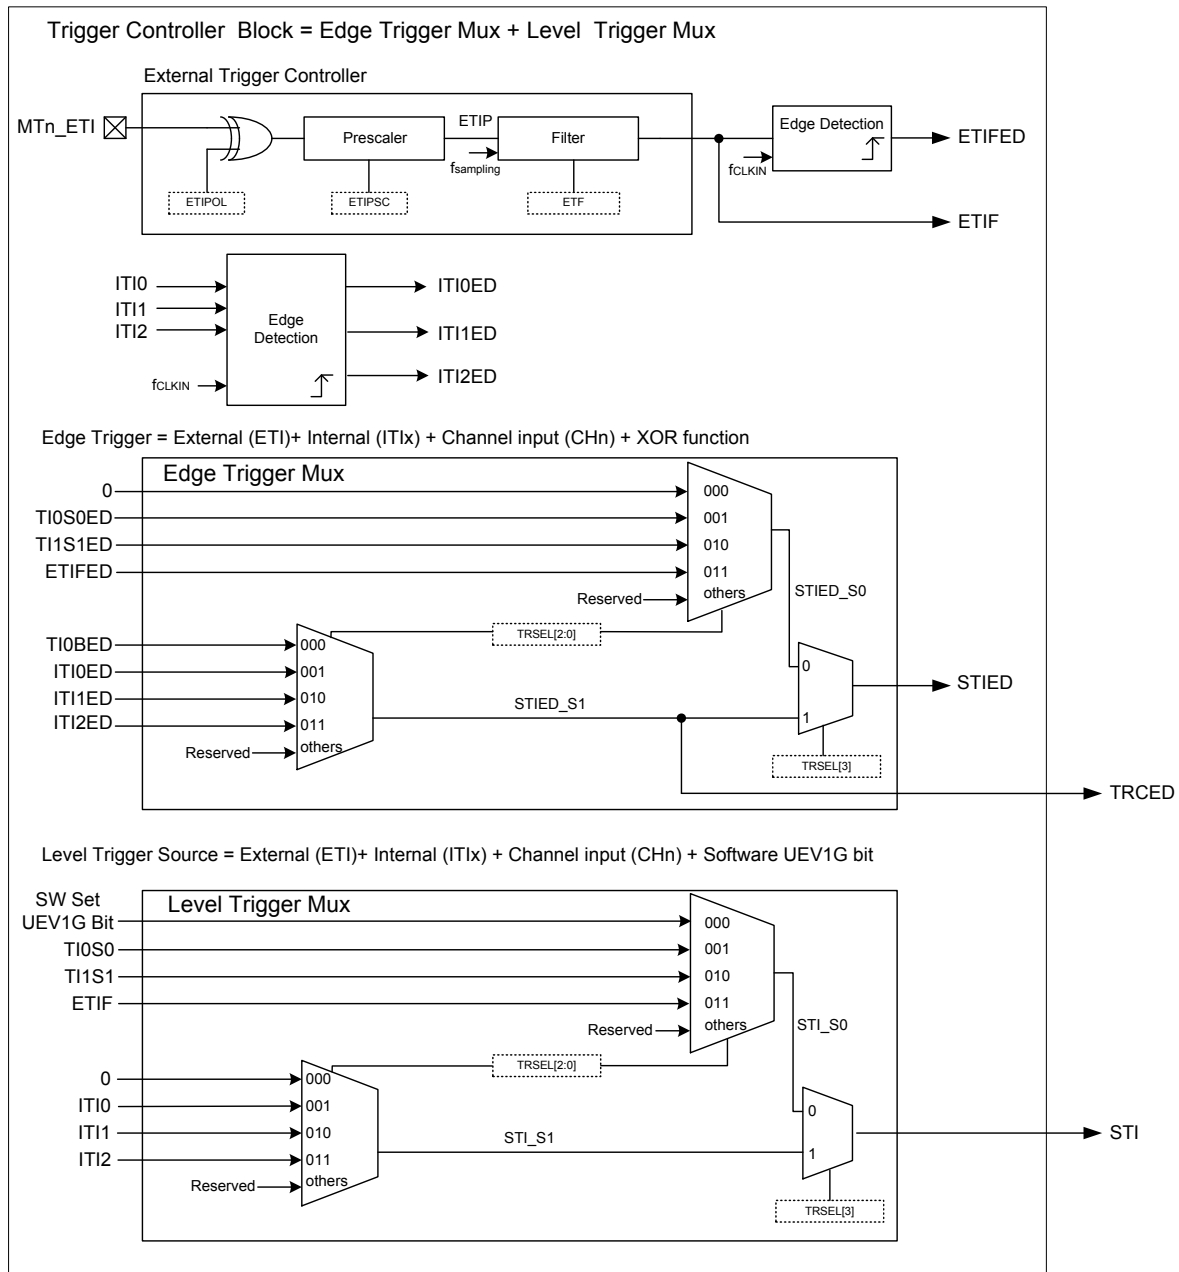 Trigger Controller Block = Edge Trigger Mux + Level Trigger Mux
External Trigger Controller
MTn_ETI
Prescaler
ETIP
fsampling
Filter
Edge Detection
fCLKIN
ETIFED
ETIPOL
ETIPSC
ETF
ETIF
ITI0
ITI1
ITI2
fCLKIN
Edge
Detection
ITI0ED
ITI1ED
ITI2ED
Edge Trigger = External (ETI)+ Internal (ITIx) + Channel input (CHn) + XOR function
Edge Trigger Mux
0
TI0S0ED
TI1S1ED
ETIFED
Reserved
000
001
010
011
others
STIED_S0
TRSEL[2:0]
TI0BED
ITI0ED
ITI1ED
ITI2ED
Reserved
000
001
010
011
others
STIED_S1
0
1
STIED
TRSEL[3]
TRCED
Level Trigger Source = External (ETI)+ Internal (ITIx) + Channel input (CHn) + Software UEV1G bit
Level Trigger Mux
SW Set
UEV1G Bit
TI0S0
TI1S1
ETIF
Reserved
000
001
010
011
others
STI_S0
TRSEL[2:0]
0
ITI0
ITI1
ITI2
Reserved
000
001
010
011
others
STI_S1
0
1
STI
TRSEL[3]